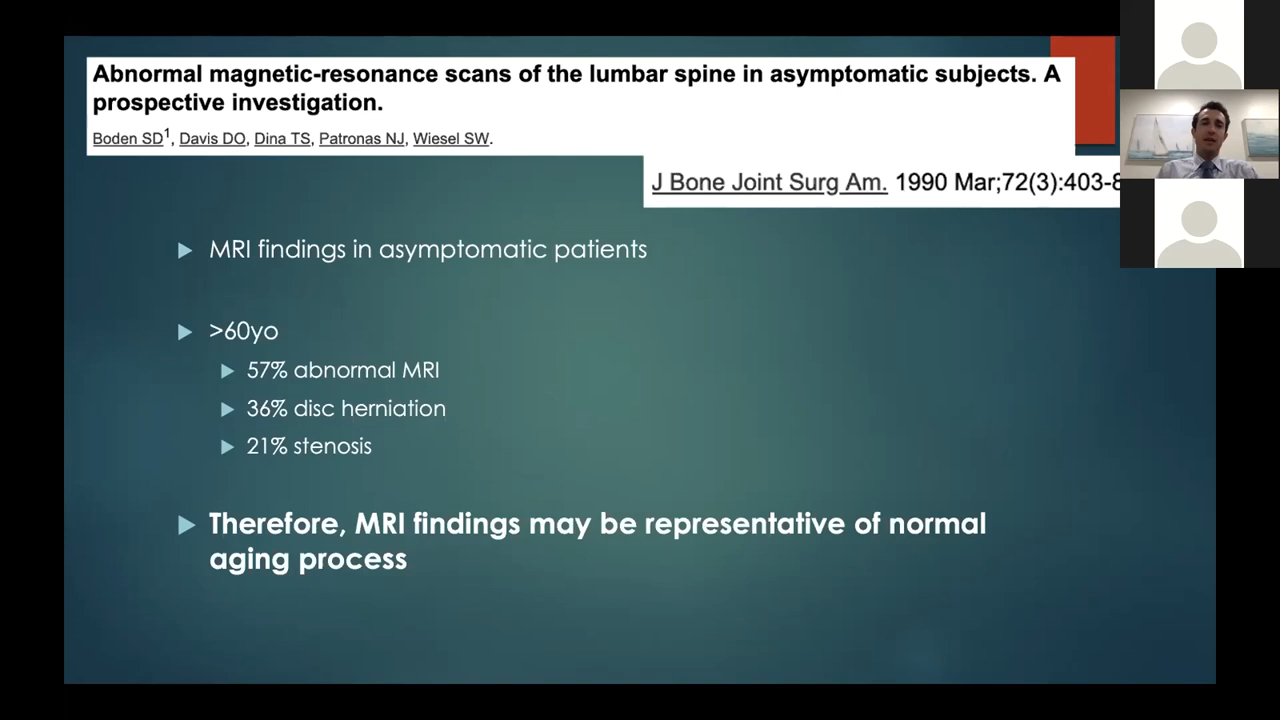 Abnormal magnetic-resonance scans of the lumbar spine in asymptomatic subjects. A
prospective investigation.
Boden SD1, Davis DO, Dina TS, Patronas NJ, Wiesel SW.
J Bone Joint Surg Am. 1990 Mar;72(3):403-8
MRI findings in asymptomatic patients
>60yo
57% abnormal MRI
36% disc herniation
21% stenosis
Therefore, MRI findings may be representative of normal
aging process